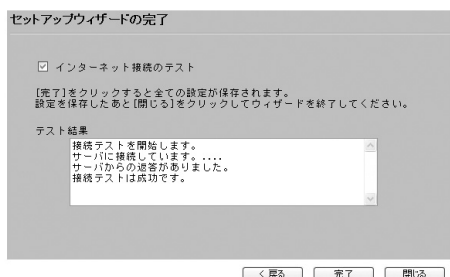 セットアップウィザードの完了
インターネット接続のテスト
[完了]をクリックすると全ての設定が保存されます。
設定を保存したあと[閉じる]をクリックしてウィザードを終了してください。
テスト結果
接続テストを開始します。
サーバに接続しています。....
サーバからの返答がありました。
接続テストは成功です。
< 戻る 完了 閉じる